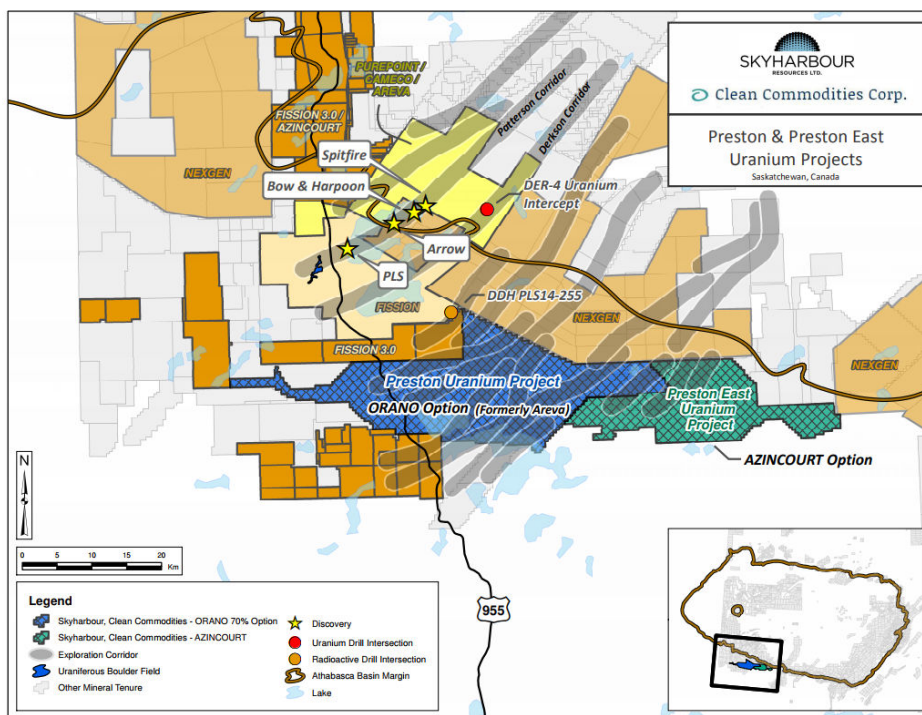 SKYHARBOUR
RESOURCES LTD.
Clean Commodities Corp.
Preston & Preston East
Uranium Projects
Saskatchewan, Canada
PUREPOINT /
CAMECO /
AREVA
FISSION 3.0 /
AZINCOURT
Patterson Corridor
Derkson Corridor
Spitfire
NEXGEN
Bow & Harpoon
DER-4 Uranium
Intercept
Arrow
PLS
DDH PLS14-255
FISSION
NEXGEN
FISSION 3.0
NEXGEN
Preston Uranium Project
Preston East
Uranium
Project
ORANO Option (Formerly Areva)
AZINCOURT Option
N
0 5 10 15 20
Km
955
Legend
Skyharbour, Clean Commodities - ORANO 70% Option
Skyharbour, Clean Commodities - AZINCOURT
Exploration Corridor
Uraniferous Boulder Field
Other Mineral Tenure
Discovery
Uranium Drill Intersection
Radioactive Drill Intersection
Athabasca Basin Margin
Lake